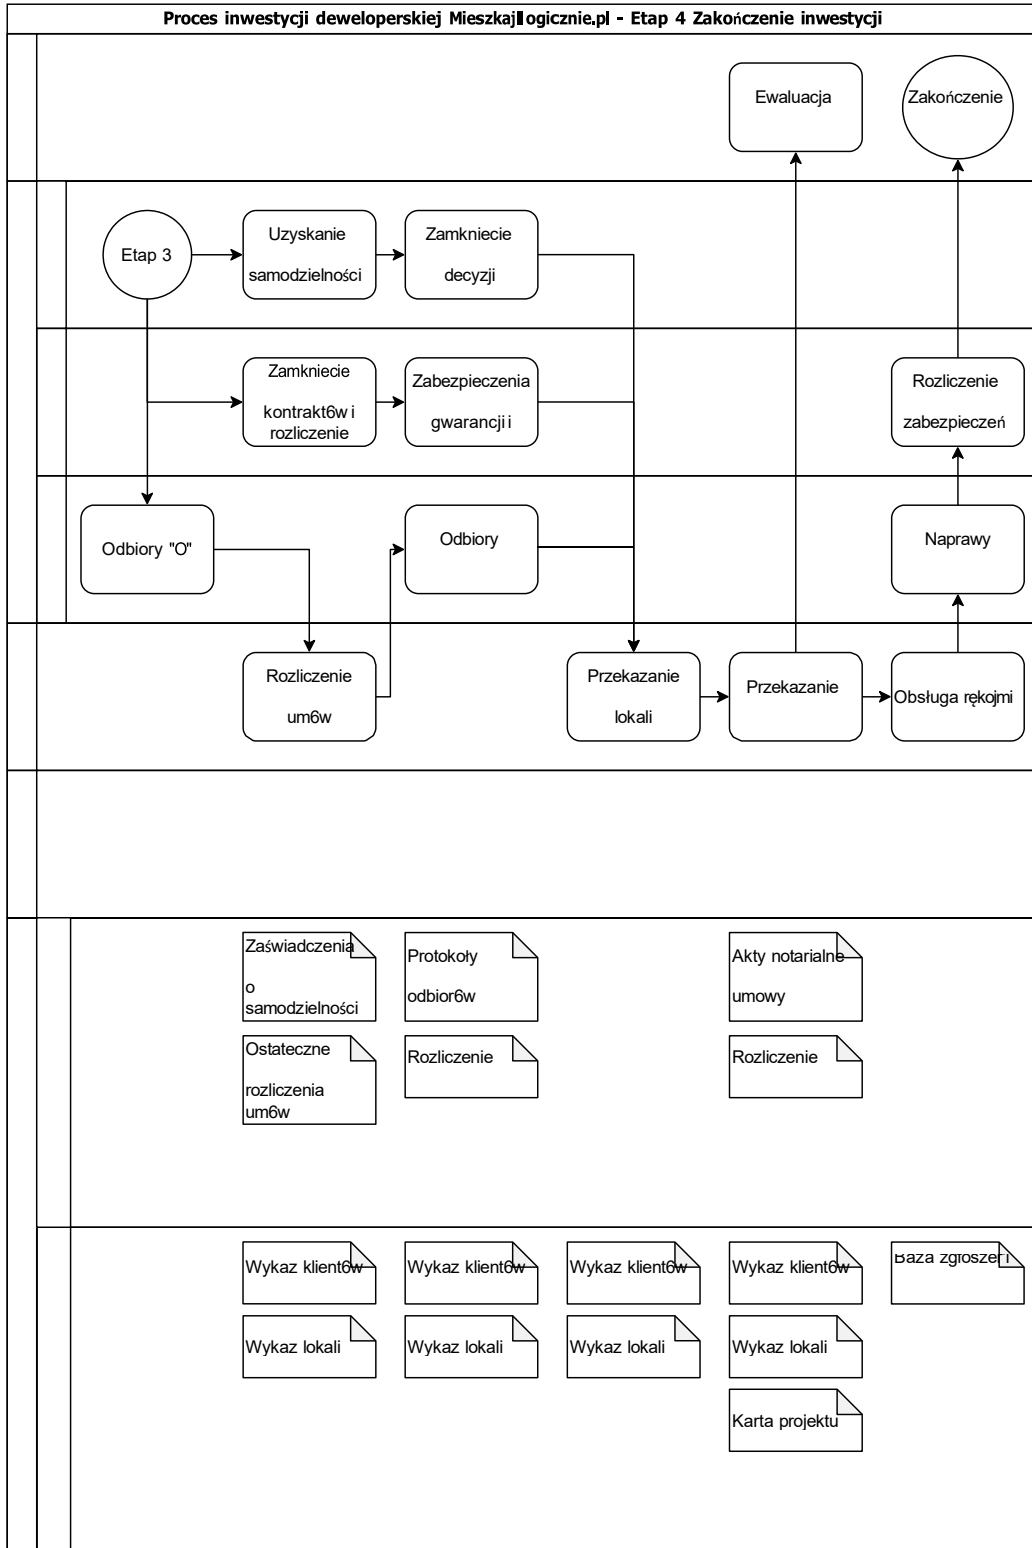 Proces inwestycji deweloperskiej Mieszkajlogicznie.pl - Etap 4 Zakończenie inwestycji
Ewaluacja
Zakończenie
Etap 3
Uzyskanie
samodzielności
Zamkniecie
decyzji
Zamkniecie
kontrakt6w i
rozliczenie
Zabezpieczenia
gwarancji i
Rozliczenie
zabezpieczeń
Odbiory "O"
Odbiory
Naprawy
Rozliczenie
um6w
Przekazanie
lokali
Przekazanie
Obsługa rękojmi
Zaświadczenia
o
samodzielności
Protokoły
odbior6w
Akty notarialne
umowy
Ostateczne
rozliczenia
um6w
Rozliczenie
Rozliczenie
Wykaz klient6w
Wykaz klient6w
Wykaz klient6w
Wykaz klient6w
Baza
Wykaz lokali
Wykaz lokali
Wykaz lokali
Wykaz lokali
Karta projektu